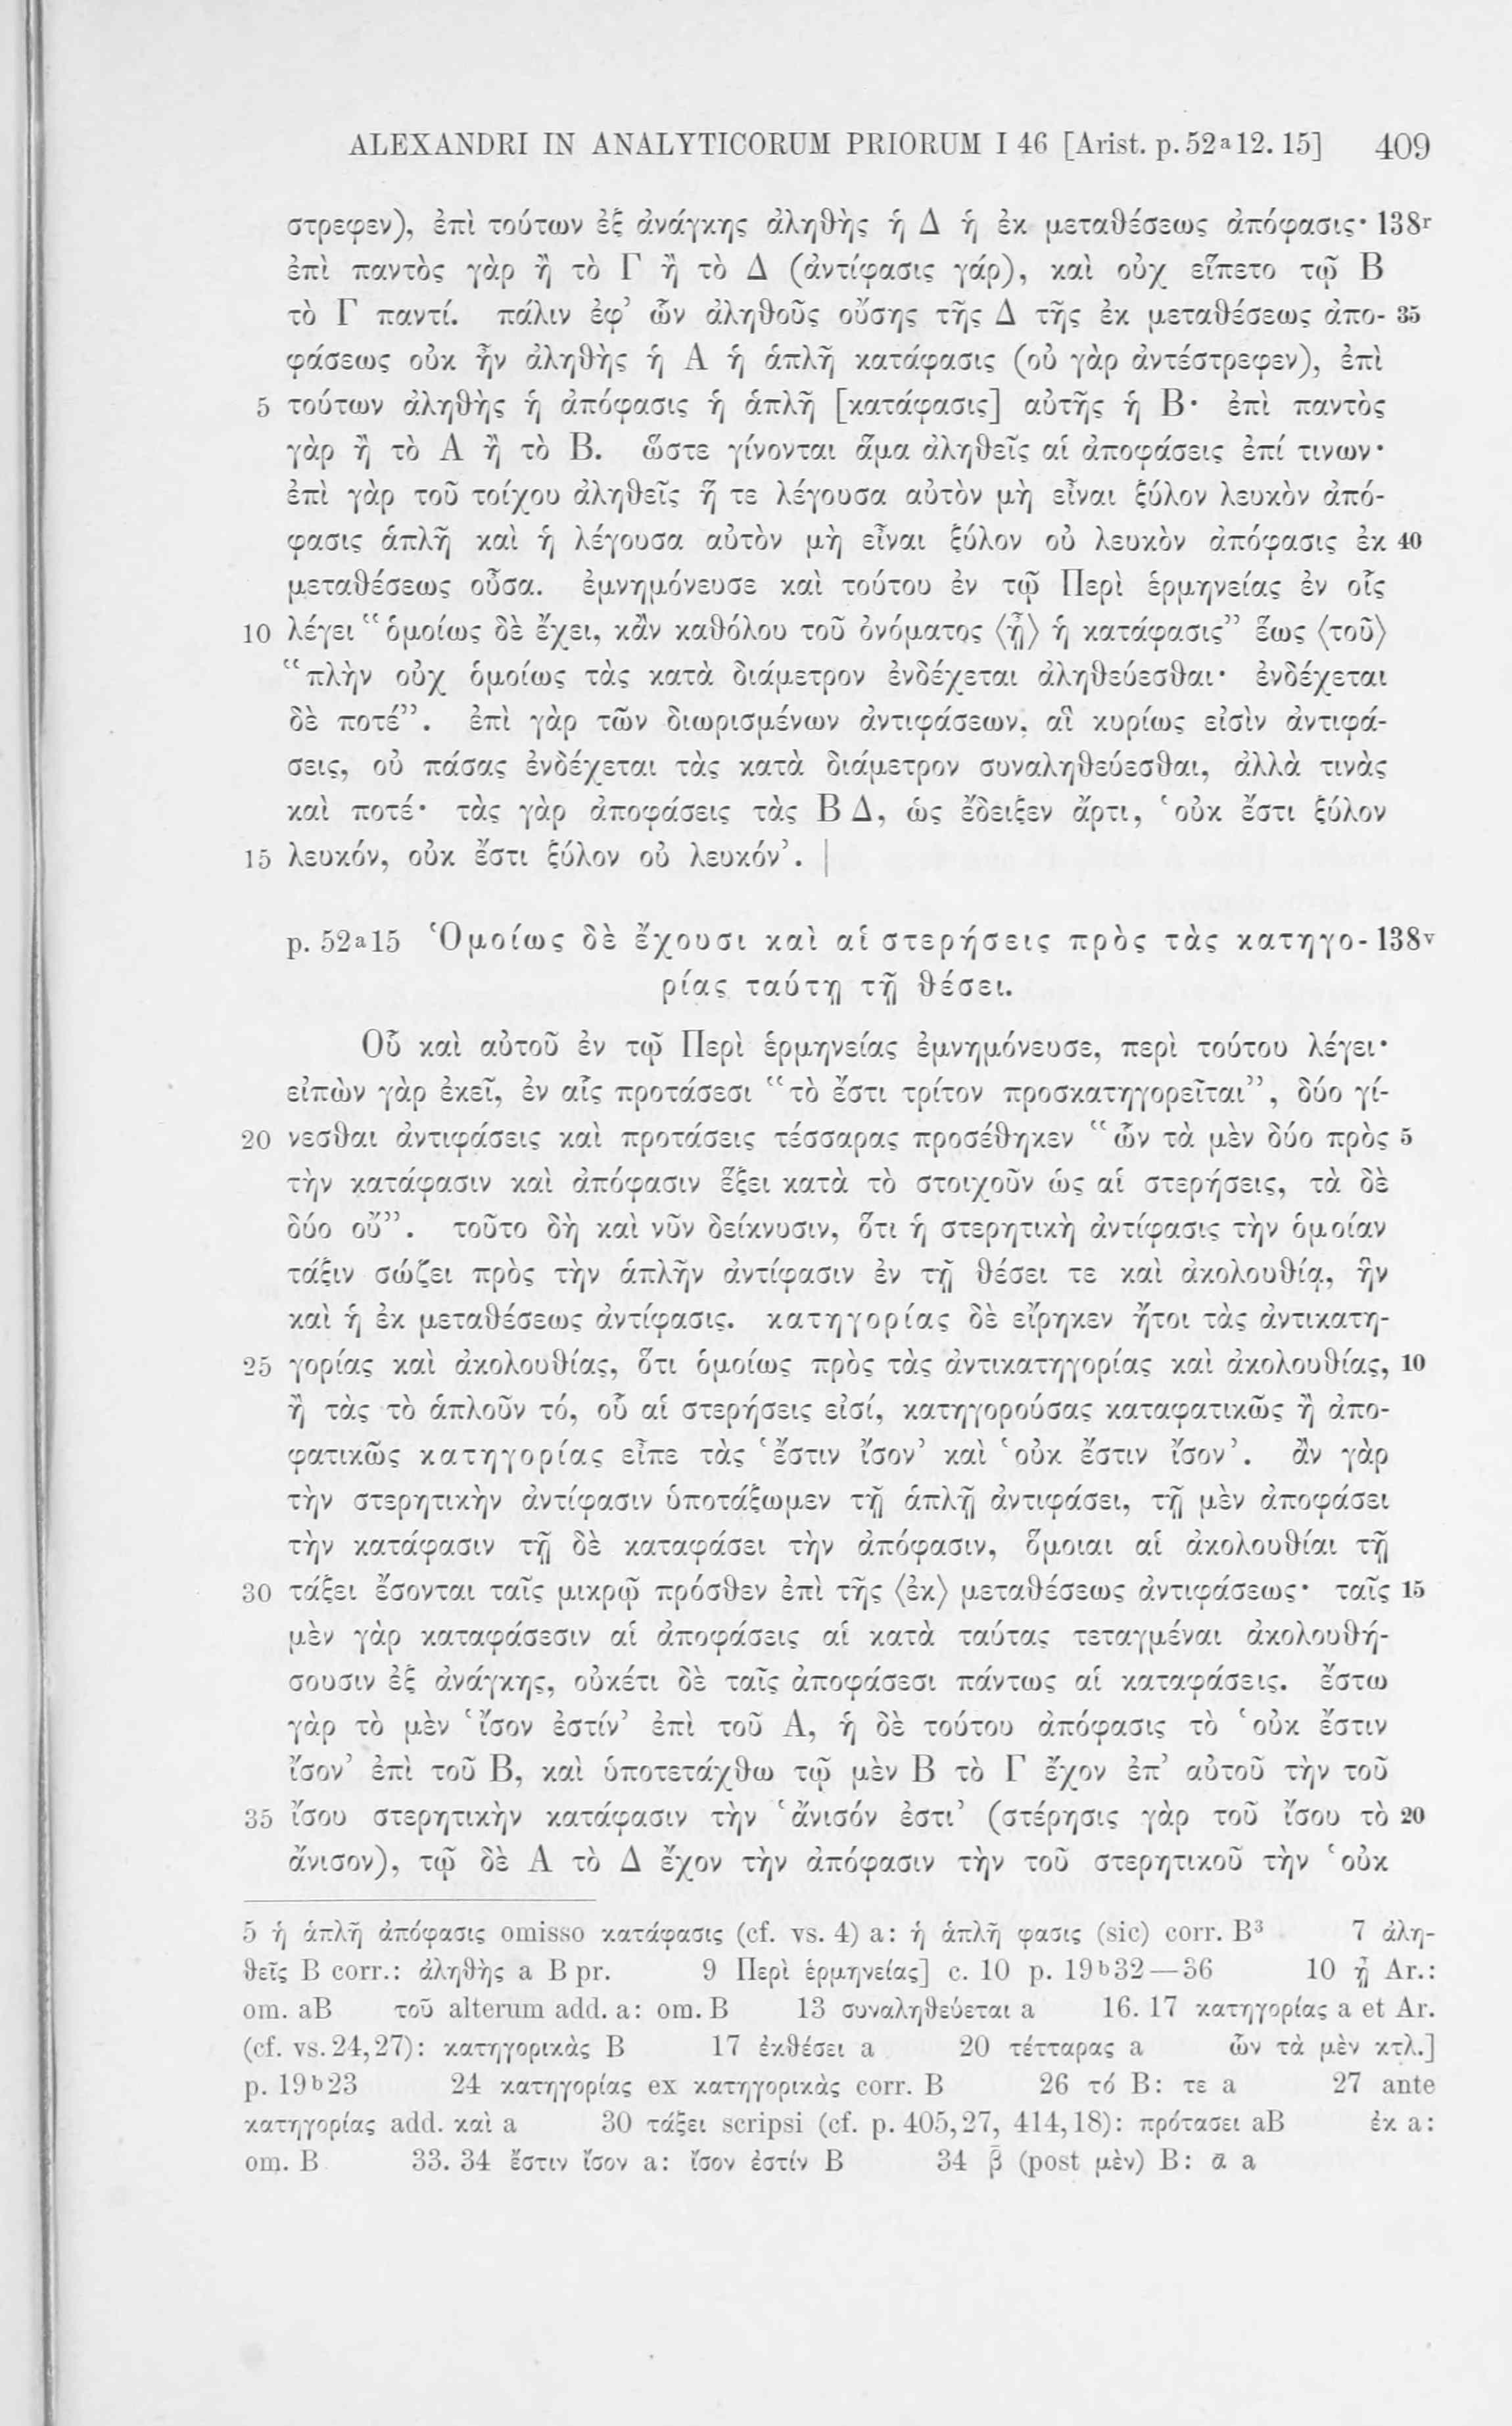 ALEXANDRI IN ANALYTICORUM PRIORUM I 46 [Arist. p. 52ᵃ12. 15] 409
στρεφεν), ἐπὶ τούτων ἐξ ἀνάγκης ἀληθὴς ἡ Δ ἡ ἐκ μεταθέσεως ἀπόφασις· 138ʳ
ἐπὶ παντὸς γὰρ ἢ τὸ Γ ἢ τὸ Δ (ἀντίφασις γάρ), καὶ οὐχ εἵπετο τῷ Β
τὸ Γ παντί. πάλιν ἐφ’ ὧν ἀληθοῦς οὔσης τῆς Δ τῆς ἐκ μεταθέσεως ἀπο- 35
φάσεως οὐκ ἦν ἀληθὴς ἡ Α ἡ ἁπλῆ κατάφασις (οὐ γὰρ ἀντέστρεφεν), ἐπὶ
5 τούτων ἀληθὴς ἡ ἀπόφασις ἡ ἁπλῆ [κατάφασις] αὐτῆς ἡ Β· ἐπὶ παντὸς
γὰρ ἢ τὸ Α ἢ τὸ Β. ὥστε γίνονται ἅμα ἀληθεῖς αἱ ἀποφάσεις ἐπί τινων·
ἐπὶ γὰρ τοῦ τοίχου ἀληθεῖς ἥ τε λέγουσα αὐτὸν μὴ εἶναι ξύλον λευκὸν ἀπό-
φασις ἁπλῆ καὶ ἡ λέγουσα αὐτὸν μὴ εἶναι ξύλον οὐ λευκὸν ἀπόφασις ἐκ 40
μεταθέσεως οὖσα. ἐμνημόνευσε καὶ τούτου ἐν τῷ Περὶ ἑρμηνείας ἐν οἷς
10 λέγει “ὁμοίως δὲ ἔχει, κἂν καθόλου τοῦ ὀνόματος ⟨ᾖ⟩ ἡ κατάφασις” ἕως ⟨τοῦ⟩
“πλὴν οὐχ ὁμοίως τὰς κατὰ διάμετρον ἐνδέχεται ἀληθεύεσθαι· ἐνδέχεται
δὲ ποτέ”. ἐπὶ γὰρ τῶν διωρισμένων ἀντιφάσεων, αἳ κυρίως εἰσὶν ἀντιφά-
σεις, οὐ πάσας ἐνδέχεται τὰς κατὰ διάμετρον συναληθεύεσθαι, ἀλλὰ τινὰς
καὶ ποτέ· τὰς γὰρ ἀποφάσεις τὰς Β Δ, ὡς ἔδειξεν ἄρτι, ‘οὐκ ἔστι ξύλον
15 λευκόν, οὐκ ἔστι ξύλον οὐ λευκόν’. |
p. 52ᵃ15 Ὁμοίως δὲ ἔχουσι καὶ αἱ στερήσεις πρὸς τὰς κατηγο- 138ᵛ
ρίας ταύτῃ τῇ θέσει.
Οὗ καὶ αὐτοῦ ἐν τῷ Περὶ ἑρμηνείας ἐμνημόνευσε, περὶ τούτου λέγει·
εἰπὼν γὰρ ἐκεῖ, ἐν αἷς προτάσεσι “τὸ ἔστι τρίτον προσκατηγορεῖται”, δύο γί-
20 νεσθαι ἀντιφάσεις καὶ προτάσεις τέσσαρας προσέθηκεν “ὧν τὰ μὲν δύο πρὸς 5
τὴν κατάφασιν καὶ ἀπόφασιν ἕξει κατὰ τὸ στοιχοῦν ὡς αἱ στερήσεις, τὰ δὲ
δύο οὔ”. τοῦτο δὴ καὶ νῦν δείκνυσιν, ὅτι ἡ στερητικὴ ἀντίφασις τὴν ὁμοίαν
τάξιν σώζει πρὸς τὴν ἁπλῆν ἀντίφασιν ἐν τῇ θέσει τε καὶ ἀκολουθίᾳ, ἣν
καὶ ἡ ἐκ μεταθέσεως ἀντίφασις. κατηγορίας δὲ εἴρηκεν ἤτοι τὰς ἀντικατη-
25 γορίας καὶ ἀκολουθίας, ὅτι ὁμοίως πρὸς τὰς ἀντικατηγορίας καὶ ἀκολουθίας, 10
ἢ τὰς τὸ ἁπλοῦν τό, οὗ αἱ στερήσεις εἰσί, κατηγορούσας καταφατικῶς ἢ ἀπο-
φατικῶς κατηγορίας εἶπε τὰς ‘ἔστιν ἴσον’ καὶ ‘οὐκ ἔστιν ἴσον’. ἂν γὰρ
τὴν στερητικὴν ἀντίφασιν ὑποτάξωμεν τῇ ἁπλῇ ἀντιφάσει, τῇ μὲν ἀποφάσει
τὴν κατάφασιν τῇ δὲ καταφάσει τὴν ἀπόφασιν, ὅμοιαι αἱ ἀκολουθίαι τῇ
30 τάξει ἔσονται ταῖς μικρῷ πρόσθεν ἐπὶ τῆς ⟨ἐκ⟩ μεταθέσεως ἀντιφάσεως· ταῖς 15
μὲν γὰρ καταφάσεσιν αἱ ἀποφάσεις αἱ κατὰ ταύτας τεταγμέναι ἀκολουθή-
σουσιν ἐξ ἀνάγκης, οὐκέτι δὲ ταῖς ἀποφάσεσι πάντως αἱ καταφάσεις. ἔστω
γὰρ τὸ μὲν ‘ἴσον ἐστίν’ ἐπὶ τοῦ Α, ἡ δὲ τούτου ἀπόφασις τὸ ‘οὐκ ἔστιν
ἴσον’ ἐπὶ τοῦ Β, καὶ ὑποτετάχθω τῷ μὲν Β τὸ Γ ἔχον ἐπ’ αὐτοῦ τὴν τοῦ
35 ἴσου στερητικὴν κατάφασιν τὴν ‘ἄνισόν ἐστι’ (στέρησις γὰρ τοῦ ἴσου τὸ 20
ἄνισον), τῷ δὲ Α τὸ Δ ἔχον τὴν ἀπόφασιν τὴν τοῦ στερητικοῦ τὴν ‘οὐκ
5 ἡ ἁπλῆ ἀπόφασις omisso κατάφασις (cf. vs. 4) a: ἡ ἁπλῆ φασις (sic) corr. B³ 7 ἀλη-
θεῖς B corr.: ἀληθὴς a B pr. 9 Περὶ ἑρμηνείας] c. 10 p. 19ᵇ32—36 10 ᾖ Ar.:
om. aB τοῦ alterum add. a: om. B 13 συναληθεύεται a 16. 17 κατηγορίας a et Ar.
(cf. vs. 24, 27): κατηγορικὰς B 17 ἐκθέσει a 20 τέτταρας a ὧν τὰ μὲν κτλ.]
p. 19ᵇ23 24 κατηγορίας ex κατηγορικὰς corr. B 26 τό B: τε a 27 ante
κατηγορίας add. καὶ a 30 τάξει scripsi (cf. p. 405,27, 414,18): πρότασει aB ἐκ a:
om. B 33. 34 ἔστιν ἴσον a: ἴσον ἐστίν B 34 β̄ (post μὲν) B: ᾱ a